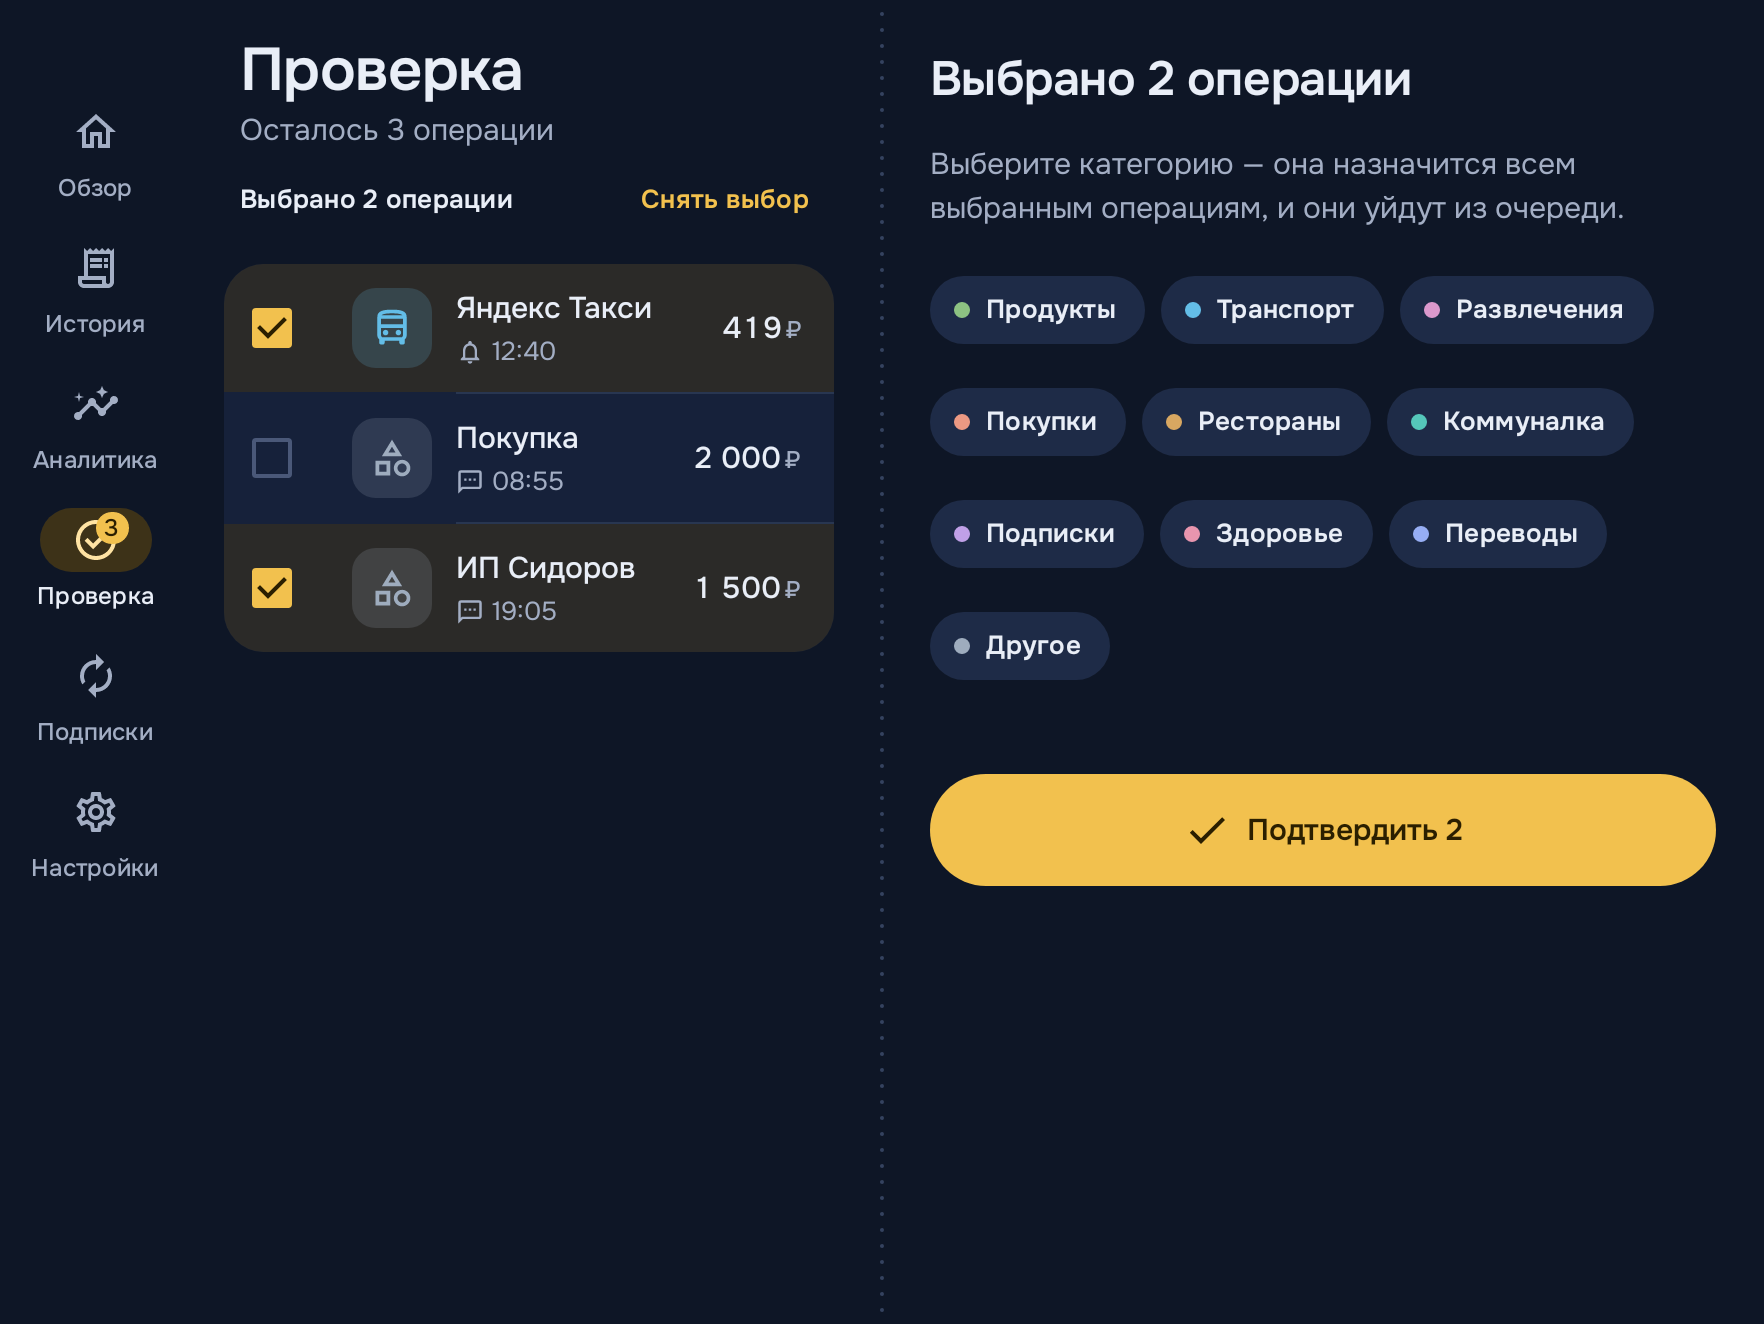 Обзор
История
Аналитика
3
Проверка
Подписки
Настройки
Проверка
Осталось 3 операции
Выбрано 2 операции
Снять выбор
Яндекс Такси
12:40
419 ₽
Покупка
08:55
2 000 ₽
ИП Сидоров
19:05
1 500 ₽
Выбрано 2 операции
Выберите категорию — она назначится всем
выбранным операциям, и они уйдут из очереди.
Продукты
Транспорт
Развлечения
Покупки
Рестораны
Коммуналка
Подписки
Здоровье
Переводы
Другое
Подтвердить 2